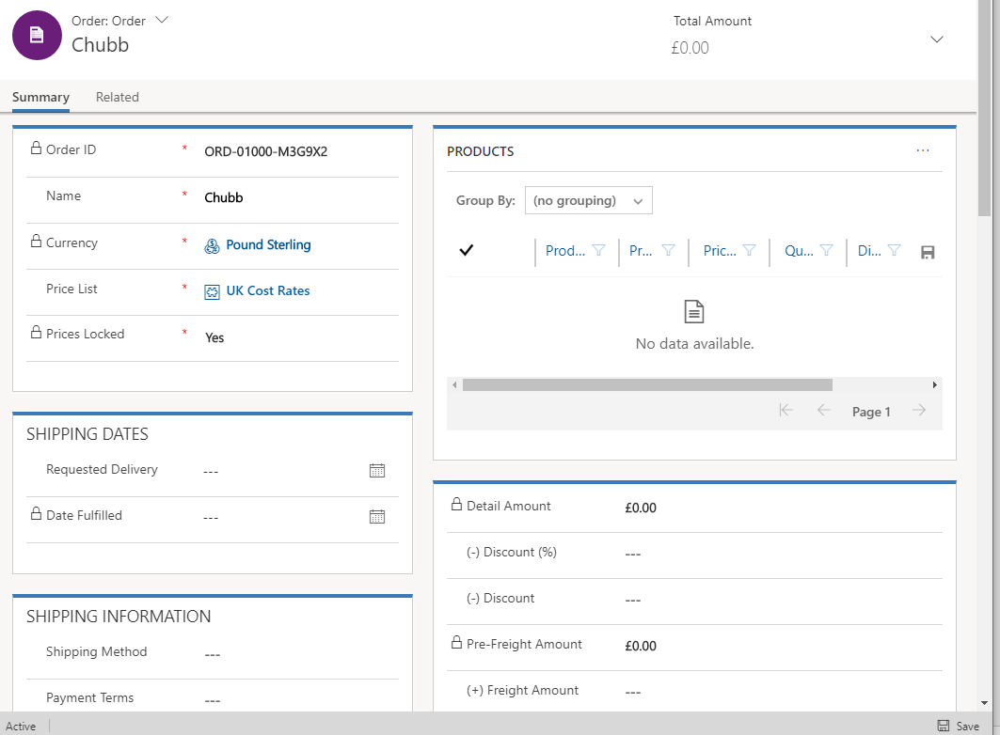 Order: Order
Chubb
Total Amount
£0.00
Summary
Related
Order ID * ORD-01000-M3G9X2
Name * Chubb
Currency * Pound Sterling
Price List * UK Cost Rates
Prices Locked * Yes
SHIPPING DATES
Requested Delivery ---
Date Fulfilled ---
SHIPPING INFORMATION
Shipping Method ---
Payment Terms ---
PRODUCTS ...
Group By: (no grouping)
Prod... Pr... Pric... Qu... Di...
No data available.
Page 1
Detail Amount £0.00
(-) Discount (%) ---
(-) Discount ---
Pre-Freight Amount £0.00
(+) Freight Amount ---
Active
Save